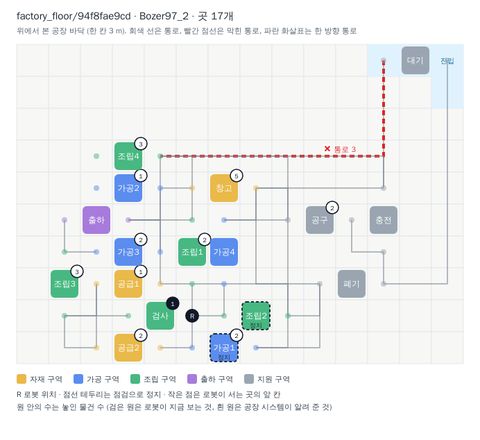 factory_floor/94f8fae9cd · Bozer97_2 · 곳 17개
위에서 본 공장 바닥 (한 칸 3 m). 회색 선은 통로, 빨간 점선은 막힌 통로, 파란 화살표는 한 방향 통로
대기
전립
3
조립4
✕ 통로 3
1
가공2
5
창고
출하
2
공구
충전
2
가공3
2
조립1
가공4
3
조립3
1
공급1
폐기
1
검사
R
조립2
정지
2
공급2
2
가공1
정지
자재 구역
가공 구역
조립 구역
출하 구역
지원 구역
R 로봇 위치 · 점선 테두리는 점검으로 정지 · 작은 점은 로봇이 서는 곳의 앞 칸
원 안의 수는 놓인 물건 수 (검은 원은 로봇이 지금 보는 것, 흰 원은 공장 시스템이 알려 준 것)